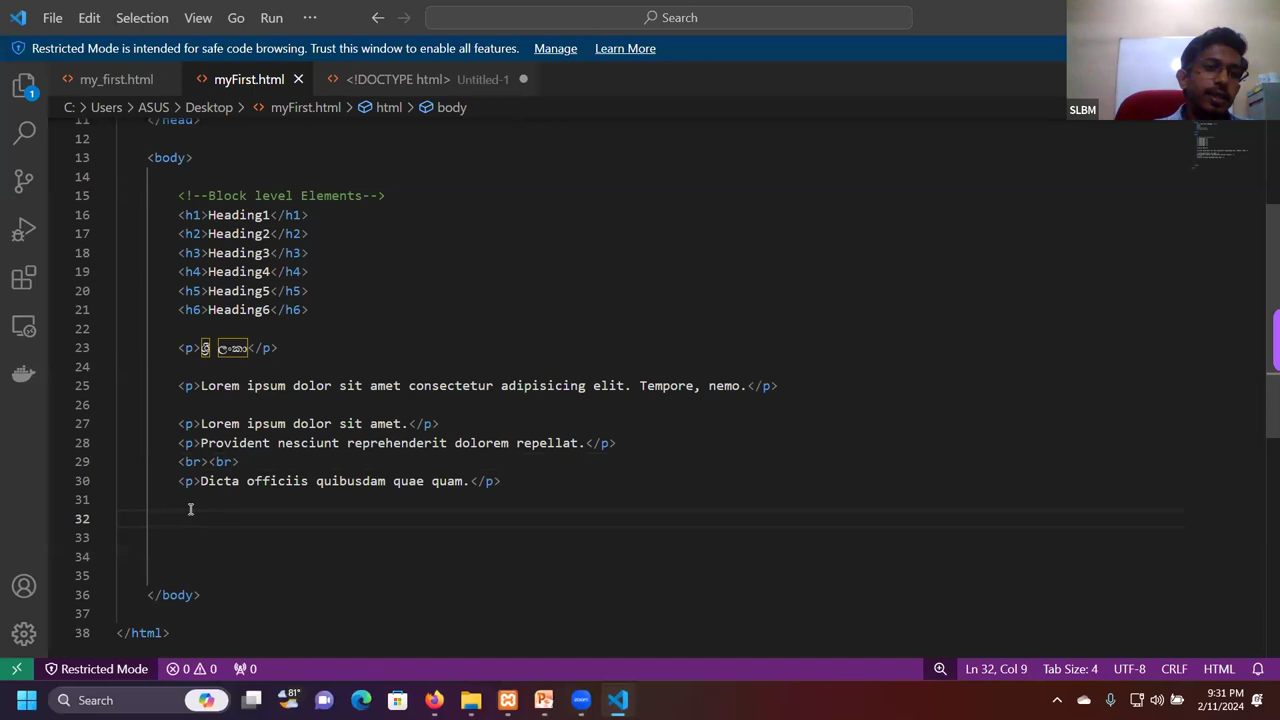 File Edit Selection View Go Run ··· Search
Restricted Mode is intended for safe code browsing. Trust this window to enable all features. Manage Learn More
my_first.html myFirst.html <!DOCTYPE html> Untitled-1
SLBM
C: > Users > ASUS > Desktop > myFirst.html > html > body
11 </head>
12
13 <body>
14
15 <!--Block level Elements-->
16 <h1>Heading1</h1>
17 <h2>Heading2</h2>
18 <h3>Heading3</h3>
19 <h4>Heading4</h4>
20 <h5>Heading5</h5>
21 <h6>Heading6</h6>
22
23 <p>ශ්‍රී ලංකා</p>
24
25 <p>Lorem ipsum dolor sit amet consectetur adipisicing elit. Tempore, nemo.</p>
26
27 <p>Lorem ipsum dolor sit amet.</p>
28 <p>Provident nesciunt reprehenderit dolorem repellat.</p>
29 <br><br>
30 <p>Dicta officiis quibusdam quae quam.</p>
31
32
33
34
35
36 </body>
37
38 </html>
1
Restricted Mode 0 0 0 Ln 32, Col 9 Tab Size: 4 UTF-8 CRLF HTML
Search 81° zoom 9:31 PM
2/11/2024